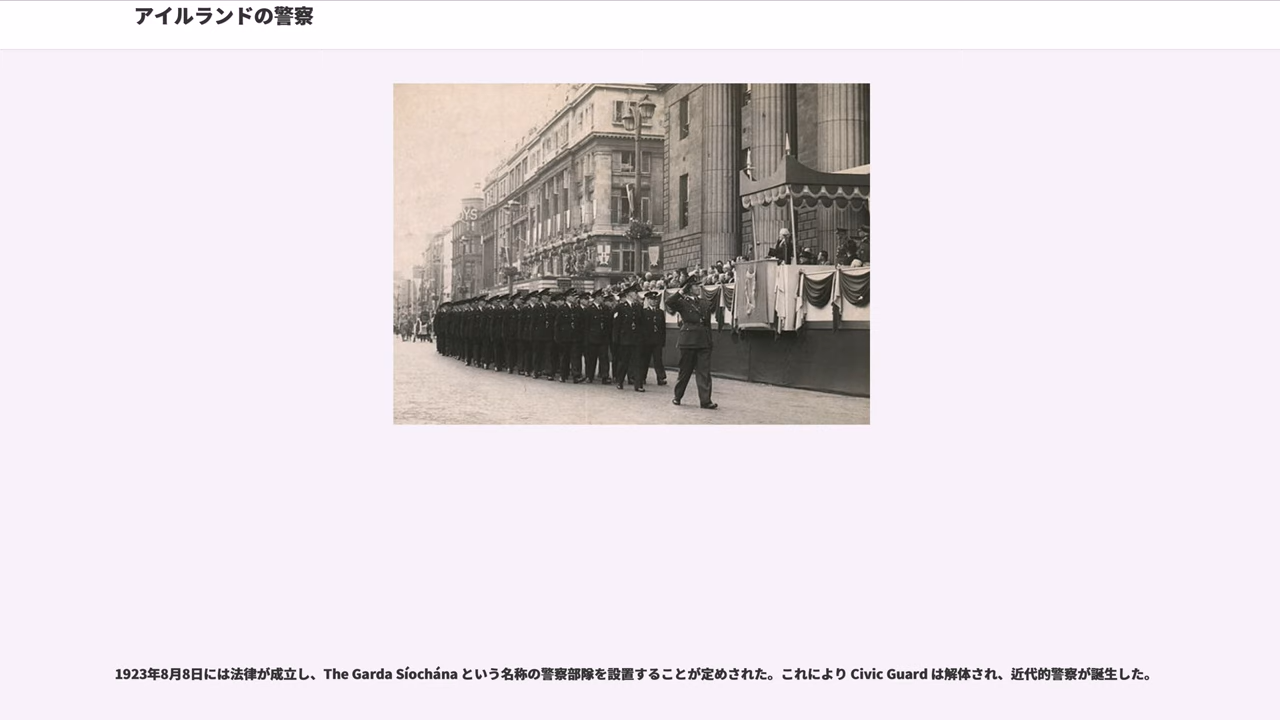 アイルランドの警察
YS
1923年8月8日には法律が成立し、The Garda Síochána という名称の警察部隊を設置することが定められた。これにより Civic Guard は解体され、近代的警察が誕生した。